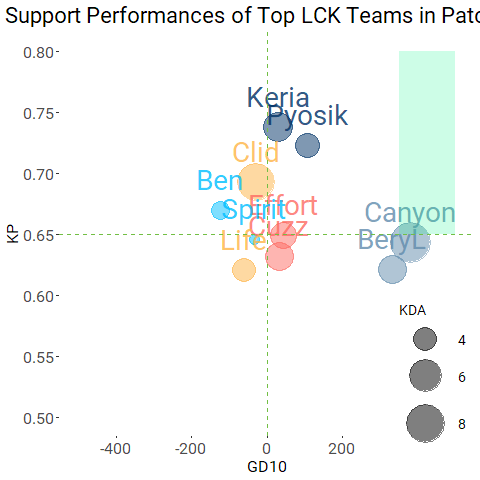 Support Performances of Top LCK Teams in Patc
0.80
0.75
0.70
0.65
0.60
0.55
0.50
KP
Keria
Pyosik
Clid
Ben
Spirit
Effort
Cuzz
Life
Canyon
BeryL
KDA
4
6
8
-400
-200
0
200
GD10